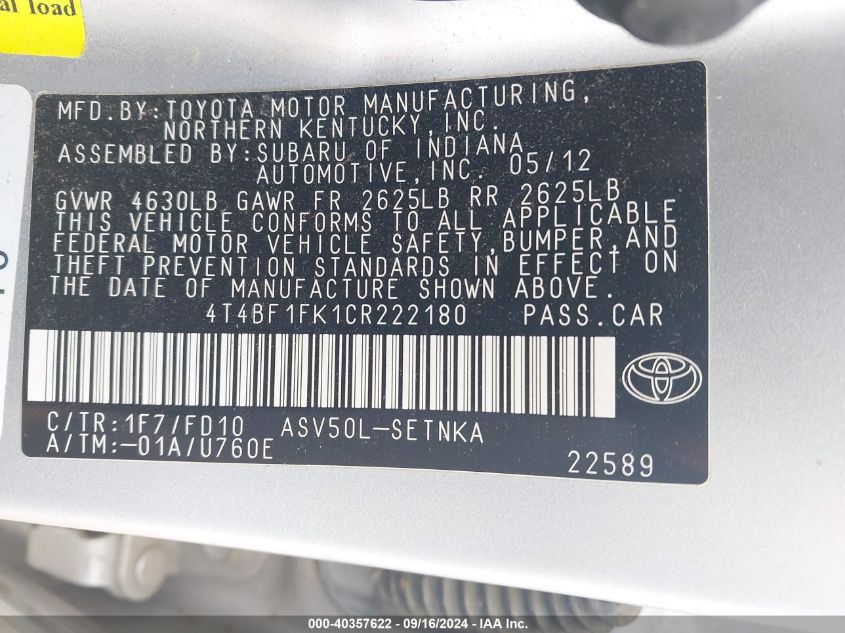 al load
MFD.BY:TOYOTA MOTOR MANUFACTURING,
NORTHERN KENTUCKY,INC.
ASSEMBLED BY:SUBARU OF INDIANA
AUTOMOTIVE,INC. 05/12
GVWR 4630LB GAWR FR 2625LB RR 2625LB
THIS VEHICLE CONFORMS TO ALL APPLICABLE
FEDERAL MOTOR VEHICLE SAFETY,BUMPER,AND
THEFT PREVENTION STANDARDS IN EFFECT ON
THE DATE OF MANUFACTURE SHOWN ABOVE.
4T4BF1FK1CR222180 PASS.CAR
C/TR:1F7/FD10 ASV50L-SETNKA
A/TM:-01A/U760E
22589
000-40357622 - 09/16/2024 - IAA Inc.